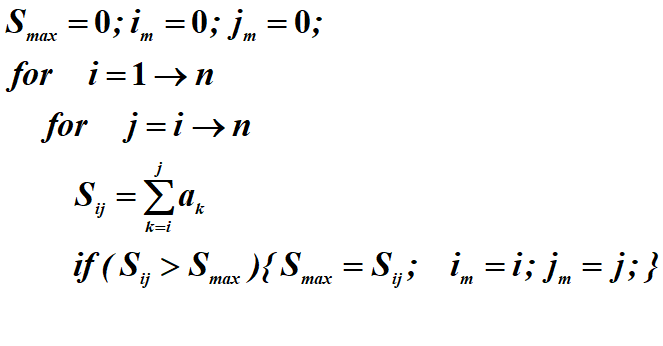 S_max = 0; i_m = 0; j_m = 0;
for i = 1 → n
for j = i → n
S_ij = ∑_{k=i}^{j} a_k
if ( S_ij > S_max ){ S_max = S_ij; i_m = i; j_m = j; }